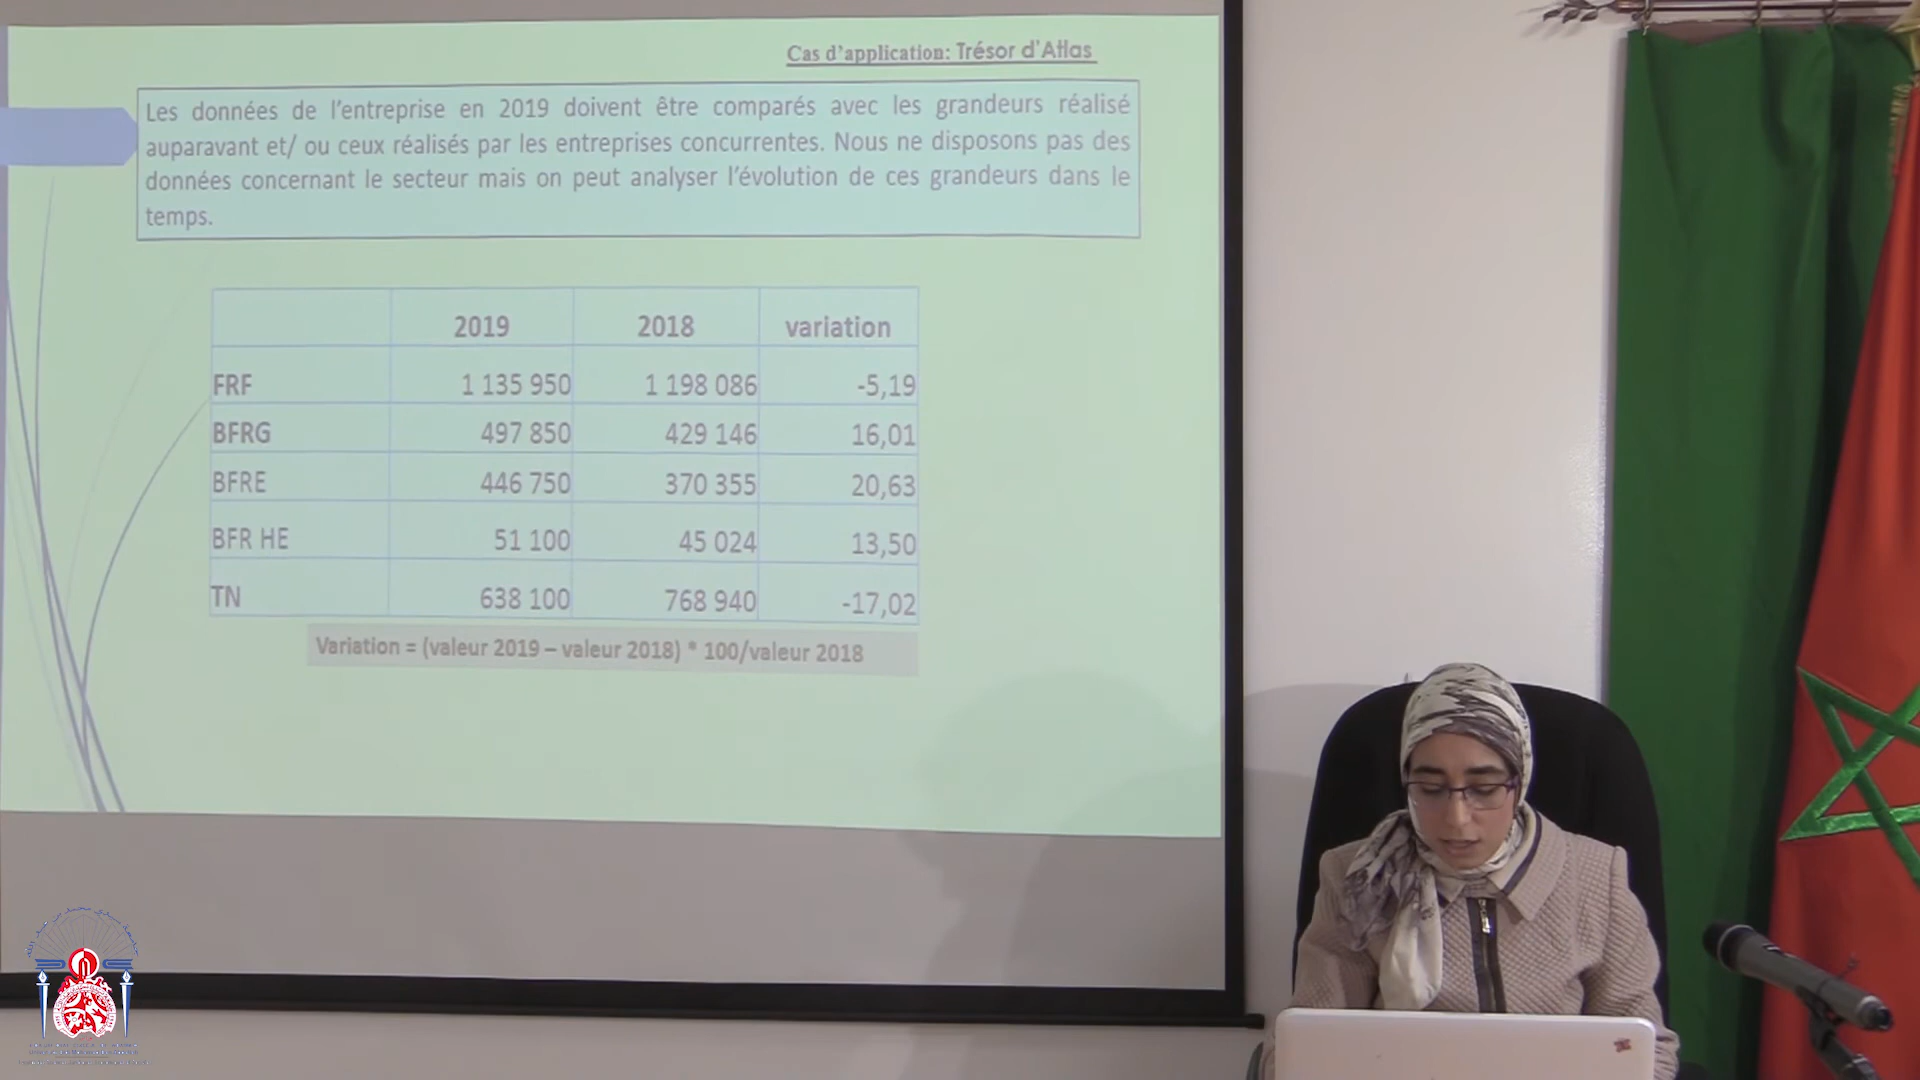 Cas d'application: Trésor d'Atlas
Les données de l'entreprise en 2019 doivent être comparés avec les grandeurs réalisé
auparavant et/ ou ceux réalisés par les entreprises concurrentes. Nous ne disposons pas des
données concernant le secteur mais on peut analyser l'évolution de ces grandeurs dans le
temps.
2019 2018 variation
FRF 1 135 950 1 198 086 -5,19
BFRG 497 850 429 146 16,01
BFRE 446 750 370 355 20,63
BFR HE 51 100 45 024 13,50
TN 638 100 768 940 -17,02
Variation = (valeur 2019 – valeur 2018) * 100/valeur 2018